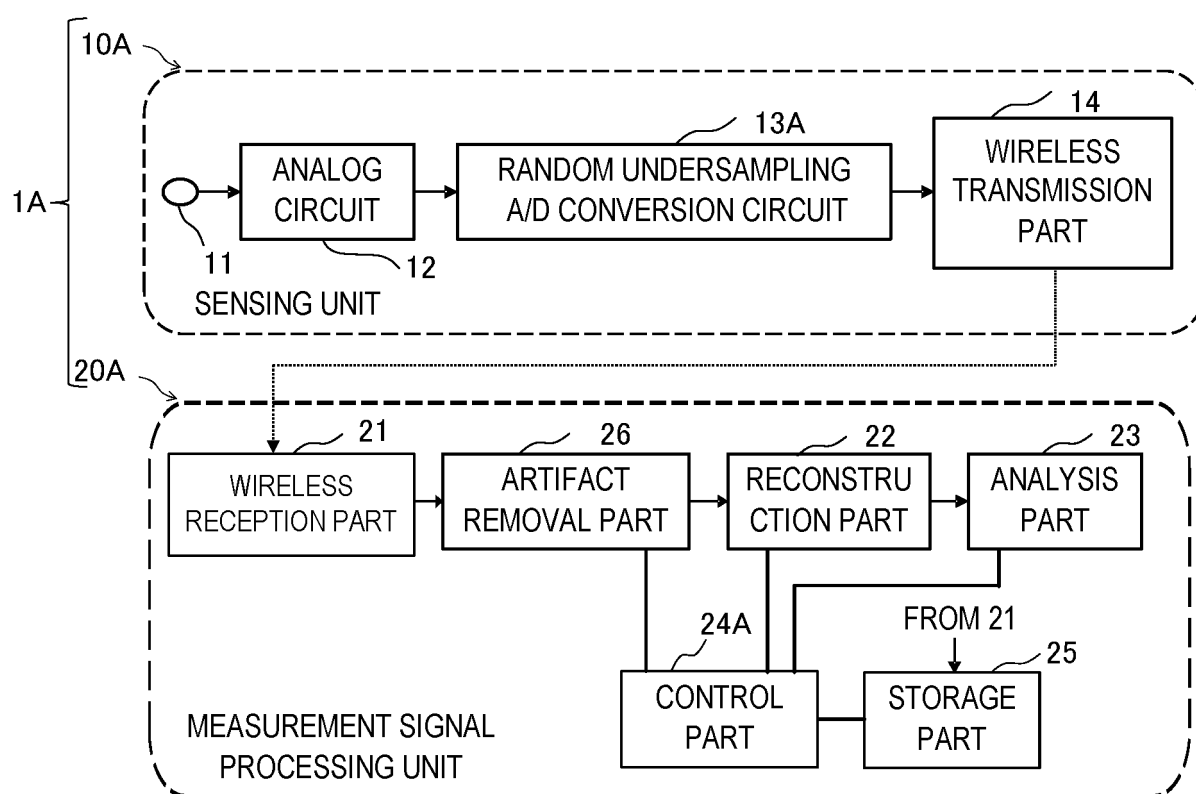 10A
1A
11
ANALOG
CIRCUIT
12
13A
RANDOM UNDERSAMPLING
A/D CONVERSION CIRCUIT
14
WIRELESS
TRANSMISSION
PART
SENSING UNIT
20A
21
WIRELESS
RECEPTION PART
26
ARTIFACT
REMOVAL PART
22
RECONSTRU
CTION PART
23
ANALYSIS
PART
24A
CONTROL
PART
FROM 21
25
STORAGE
PART
MEASUREMENT SIGNAL
PROCESSING UNIT